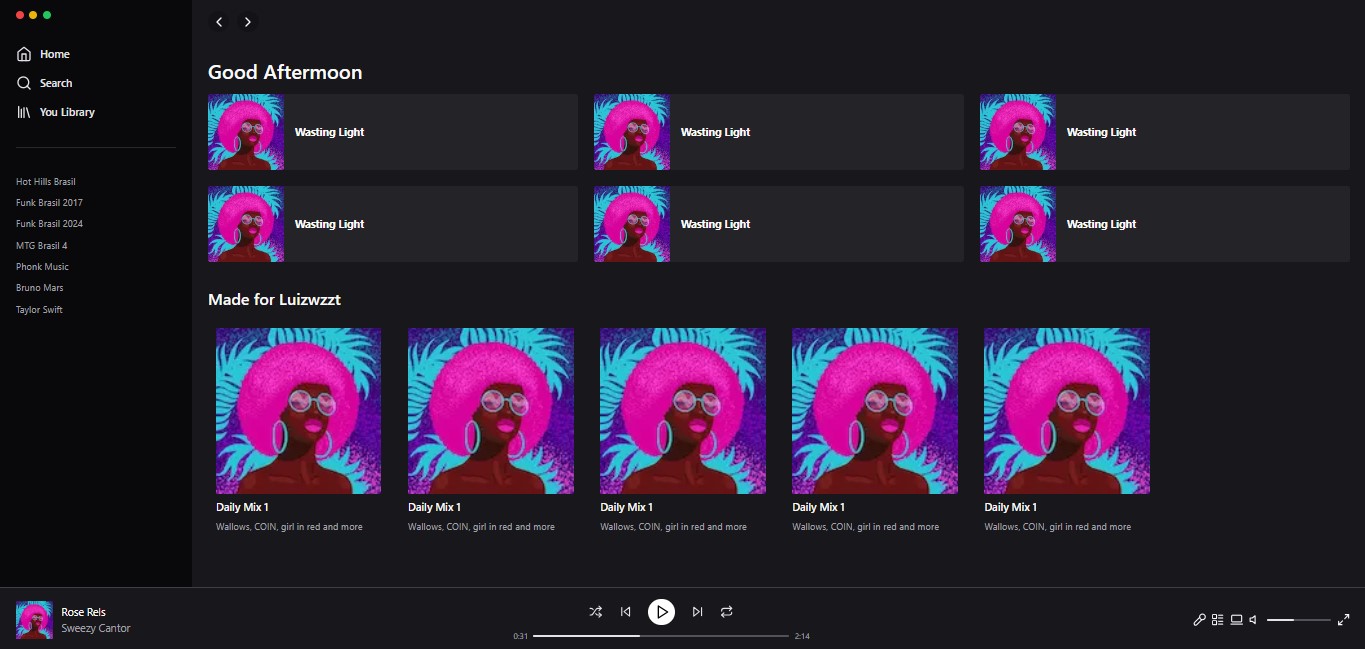 Home
Search
You Library
Hot Hills Brasil
Funk Brasil 2017
Funk Brasil 2024
MTG Brasil 4
Phonk Music
Bruno Mars
Taylor Swift
Good Aftermoon
Wasting Light
Wasting Light
Wasting Light
Wasting Light
Wasting Light
Wasting Light
Made for Luizwzzt
Daily Mix 1
Wallows, COIN, girl in red and more
Daily Mix 1
Wallows, COIN, girl in red and more
Daily Mix 1
Wallows, COIN, girl in red and more
Daily Mix 1
Wallows, COIN, girl in red and more
Daily Mix 1
Wallows, COIN, girl in red and more
Rose Reis
Sweezy Cantor
0:31
2:14